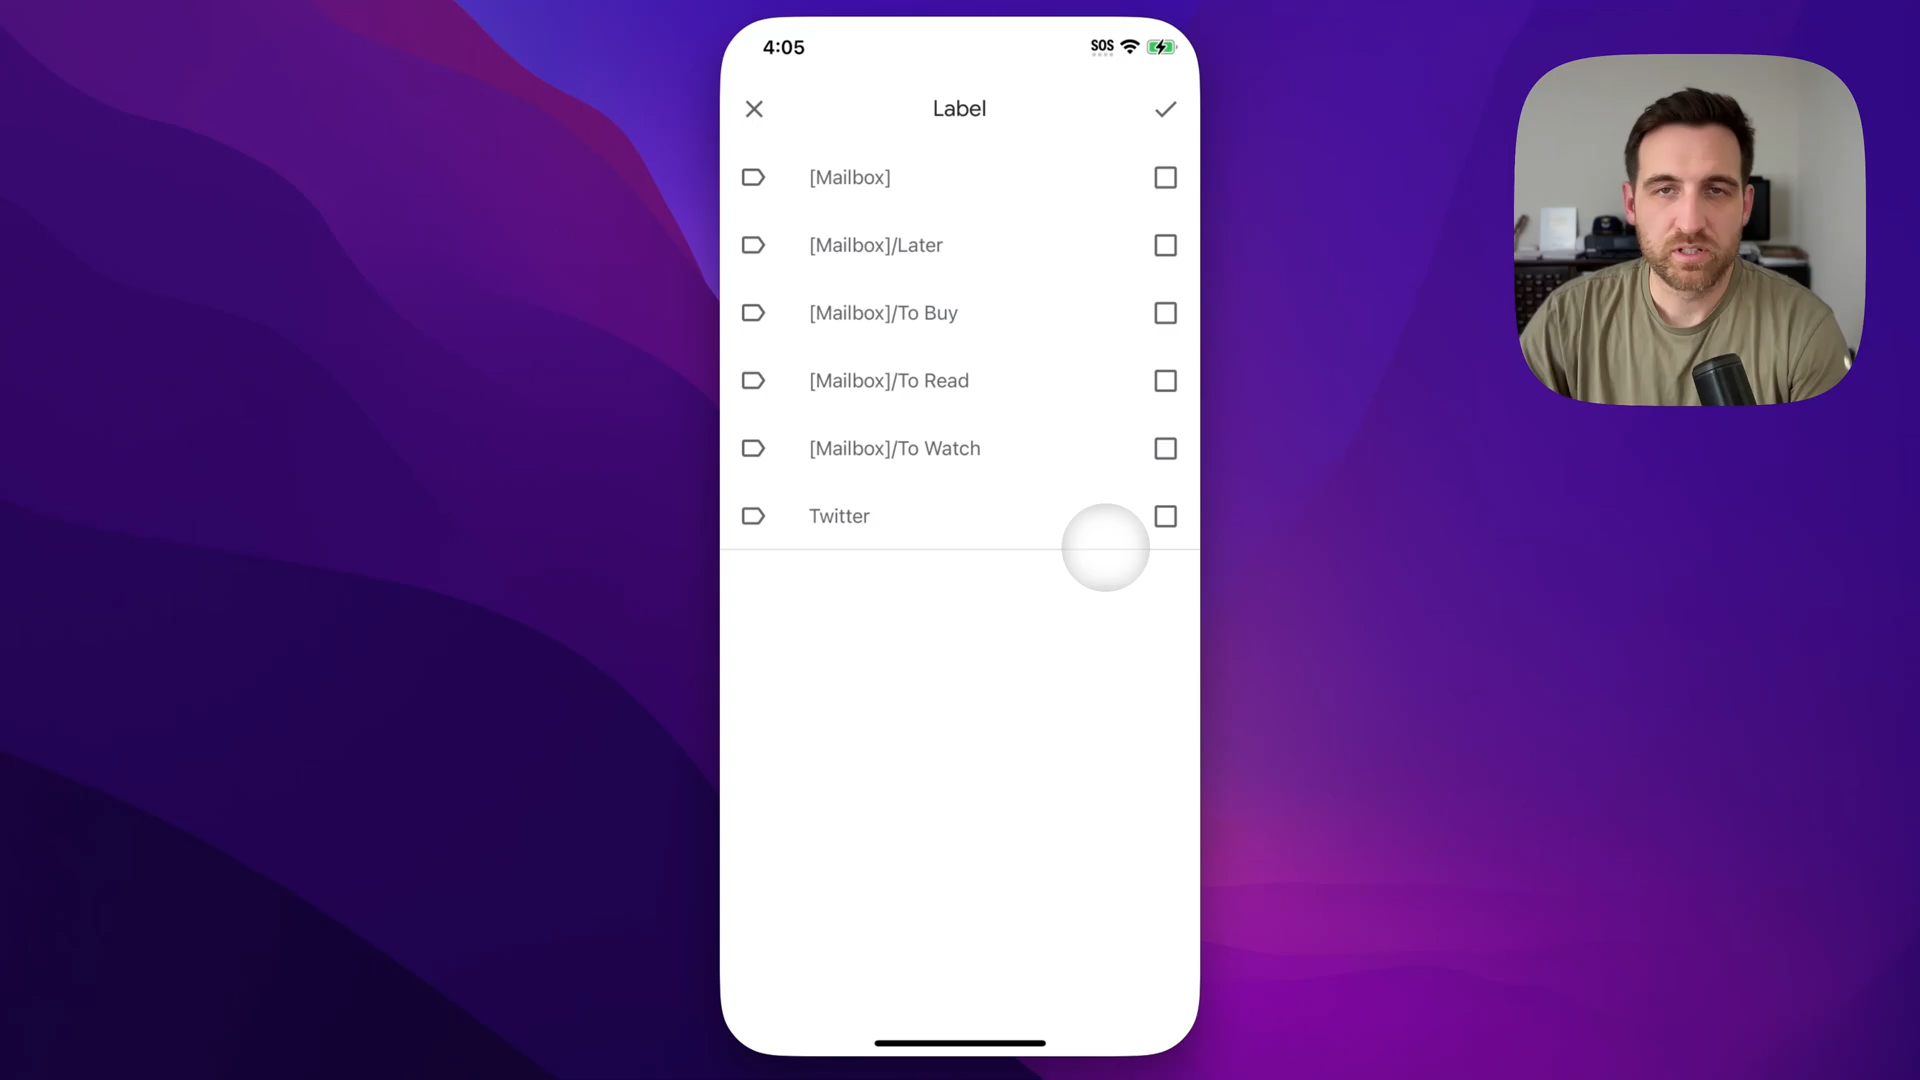 4:05
SOS
Label
[Mailbox]
[Mailbox]/Later
[Mailbox]/To Buy
[Mailbox]/To Read
[Mailbox]/To Watch
Twitter